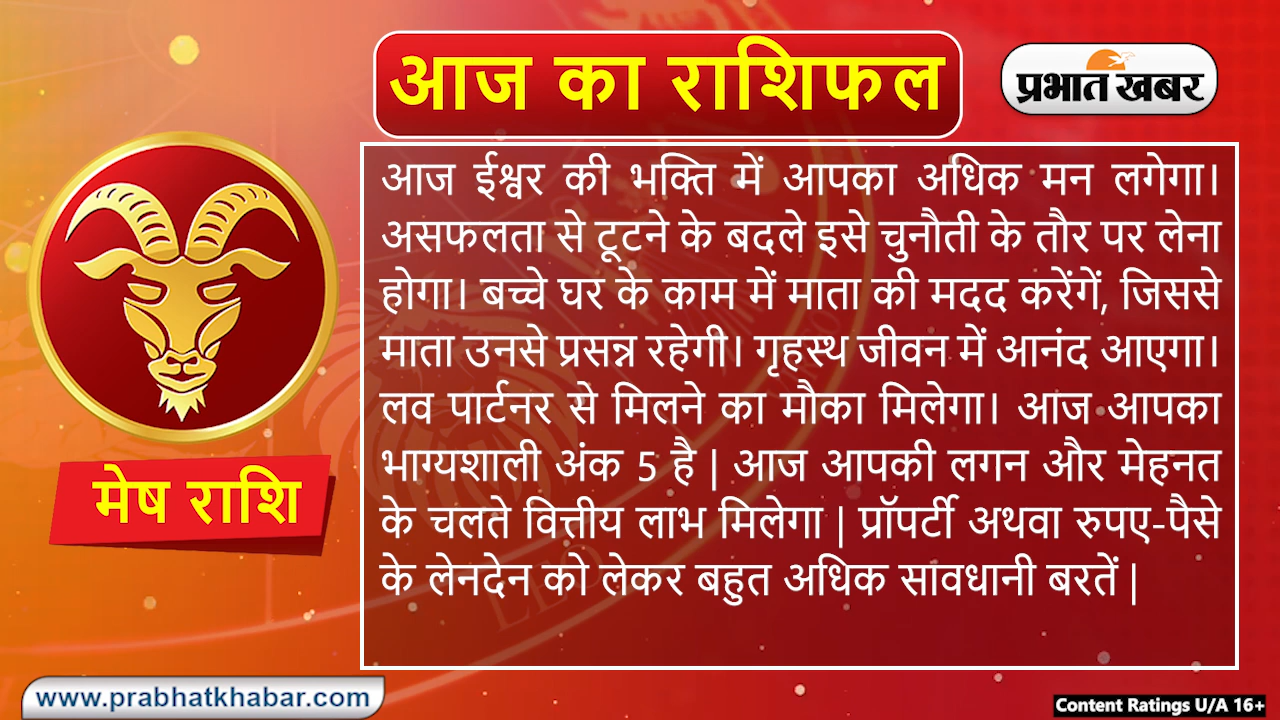 आज का राशिफल
प्रभात खबर
आज ईश्वर की भक्ति में आपका अधिक मन लगेगा।
असफलता से टूटने के बदले इसे चुनौती के तौर पर लेना
होगा। बच्चे घर के काम में माता की मदद करेंगें, जिससे
माता उनसे प्रसन्न रहेगी। गृहस्थ जीवन में आनंद आएगा।
लव पार्टनर से मिलने का मौका मिलेगा। आज आपका
भाग्यशाली अंक 5 है | आज आपकी लगन और मेहनत
के चलते वित्तीय लाभ मिलेगा | प्रॉपर्टी अथवा रुपए-पैसे
के लेनदेन को लेकर बहुत अधिक सावधानी बरतें |
मेष राशि
www.prabhatkhabar.com
Content Ratings U/A 16+